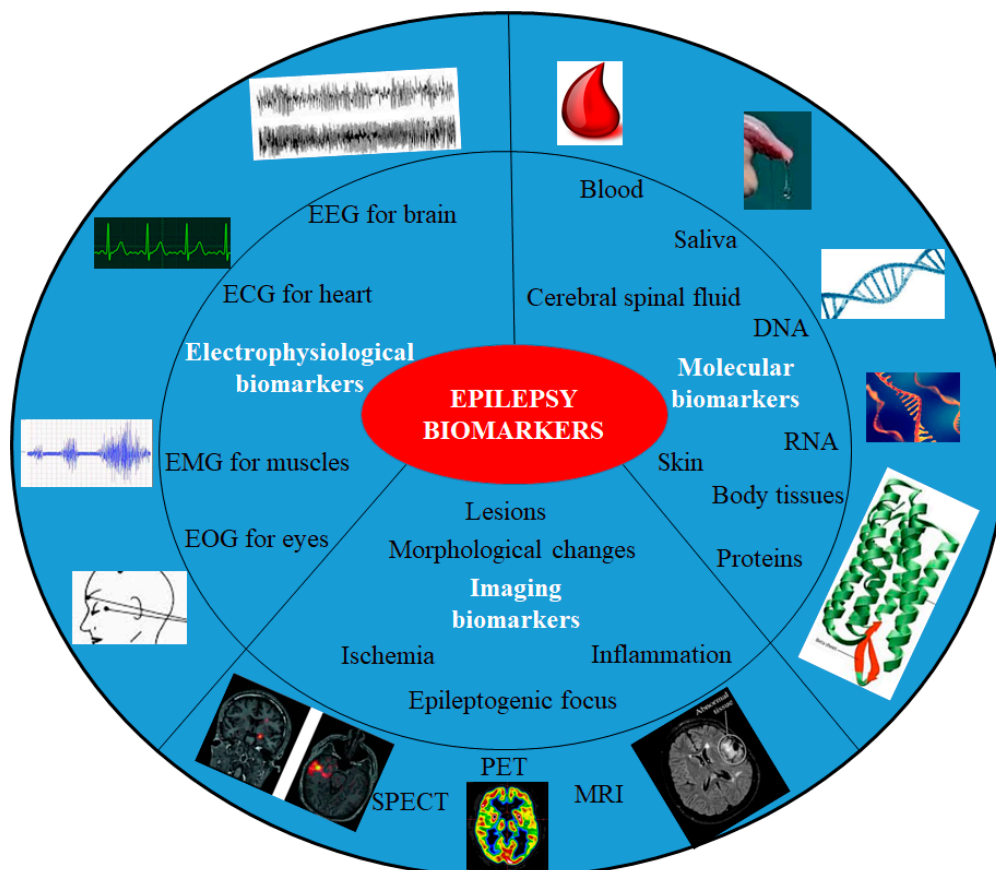 EEG for brain
ECG for heart
Electrophysiological
biomarkers
EMG for muscles
EOG for eyes
Blood
Saliva
Cerebral spinal fluid
DNA
Molecular
biomarkers
RNA
Skin
Body tissues
Proteins
EPILEPSY
BIOMARKERS
Lesions
Morphological changes
Imaging
biomarkers
Ischemia
Inflammation
Epileptogenic focus
SPECT
PET
MRI
Abnormal
tissue